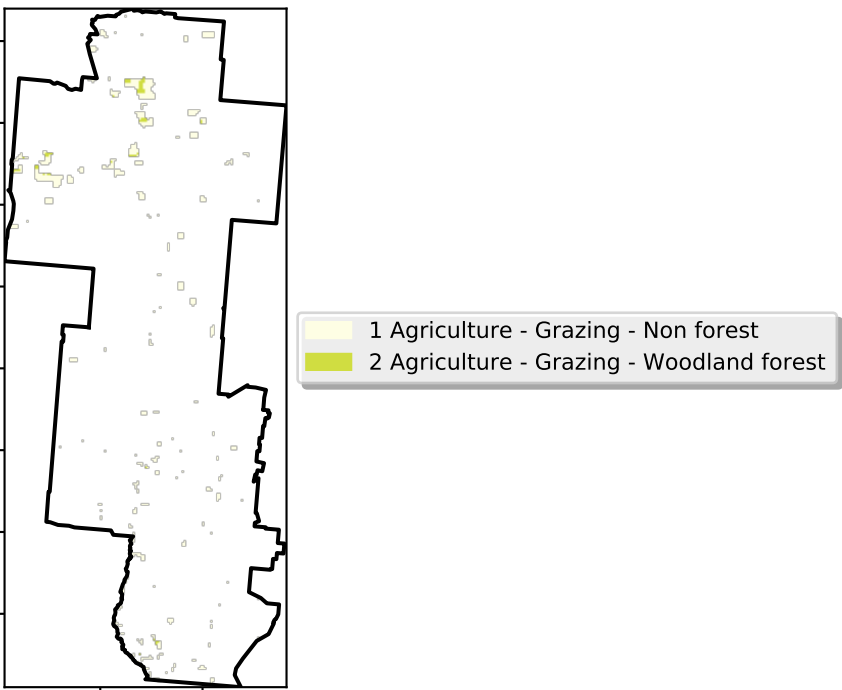 1 Agriculture - Grazing - Non forest
2 Agriculture - Grazing - Woodland forest